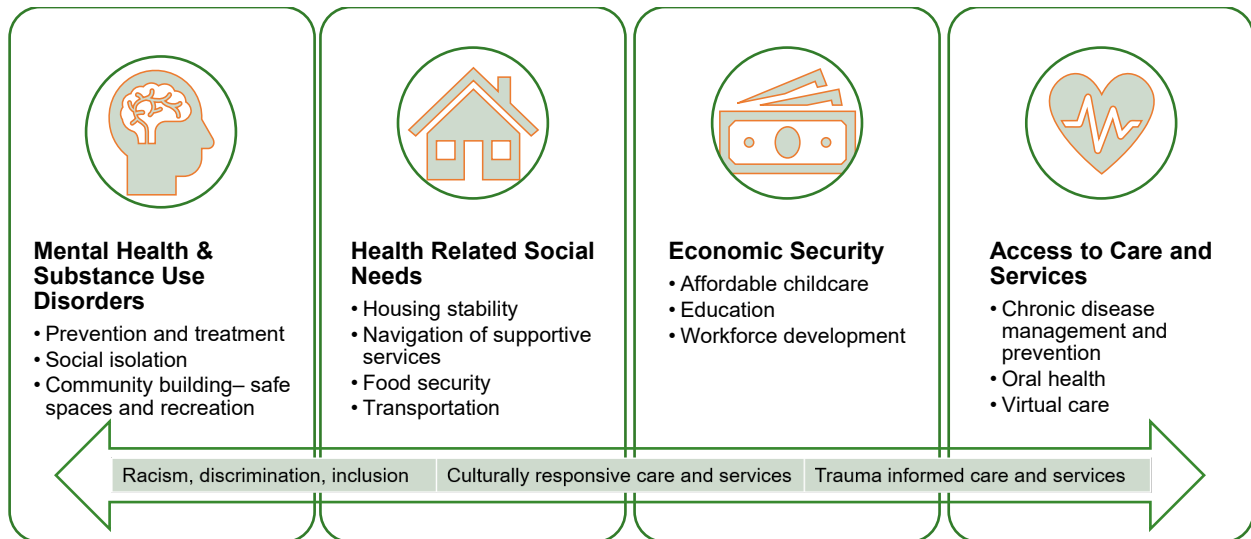 Mental Health &
Substance Use
Disorders
• Prevention and treatment
• Social isolation
• Community building– safe
spaces and recreation
Health Related Social
Needs
• Housing stability
• Navigation of supportive
services
• Food security
• Transportation
Economic Security
• Affordable childcare
• Education
• Workforce development
Access to Care and
Services
• Chronic disease
management and
prevention
• Oral health
• Virtual care
Racism, discrimination, inclusion
Culturally responsive care and services
Trauma informed care and services